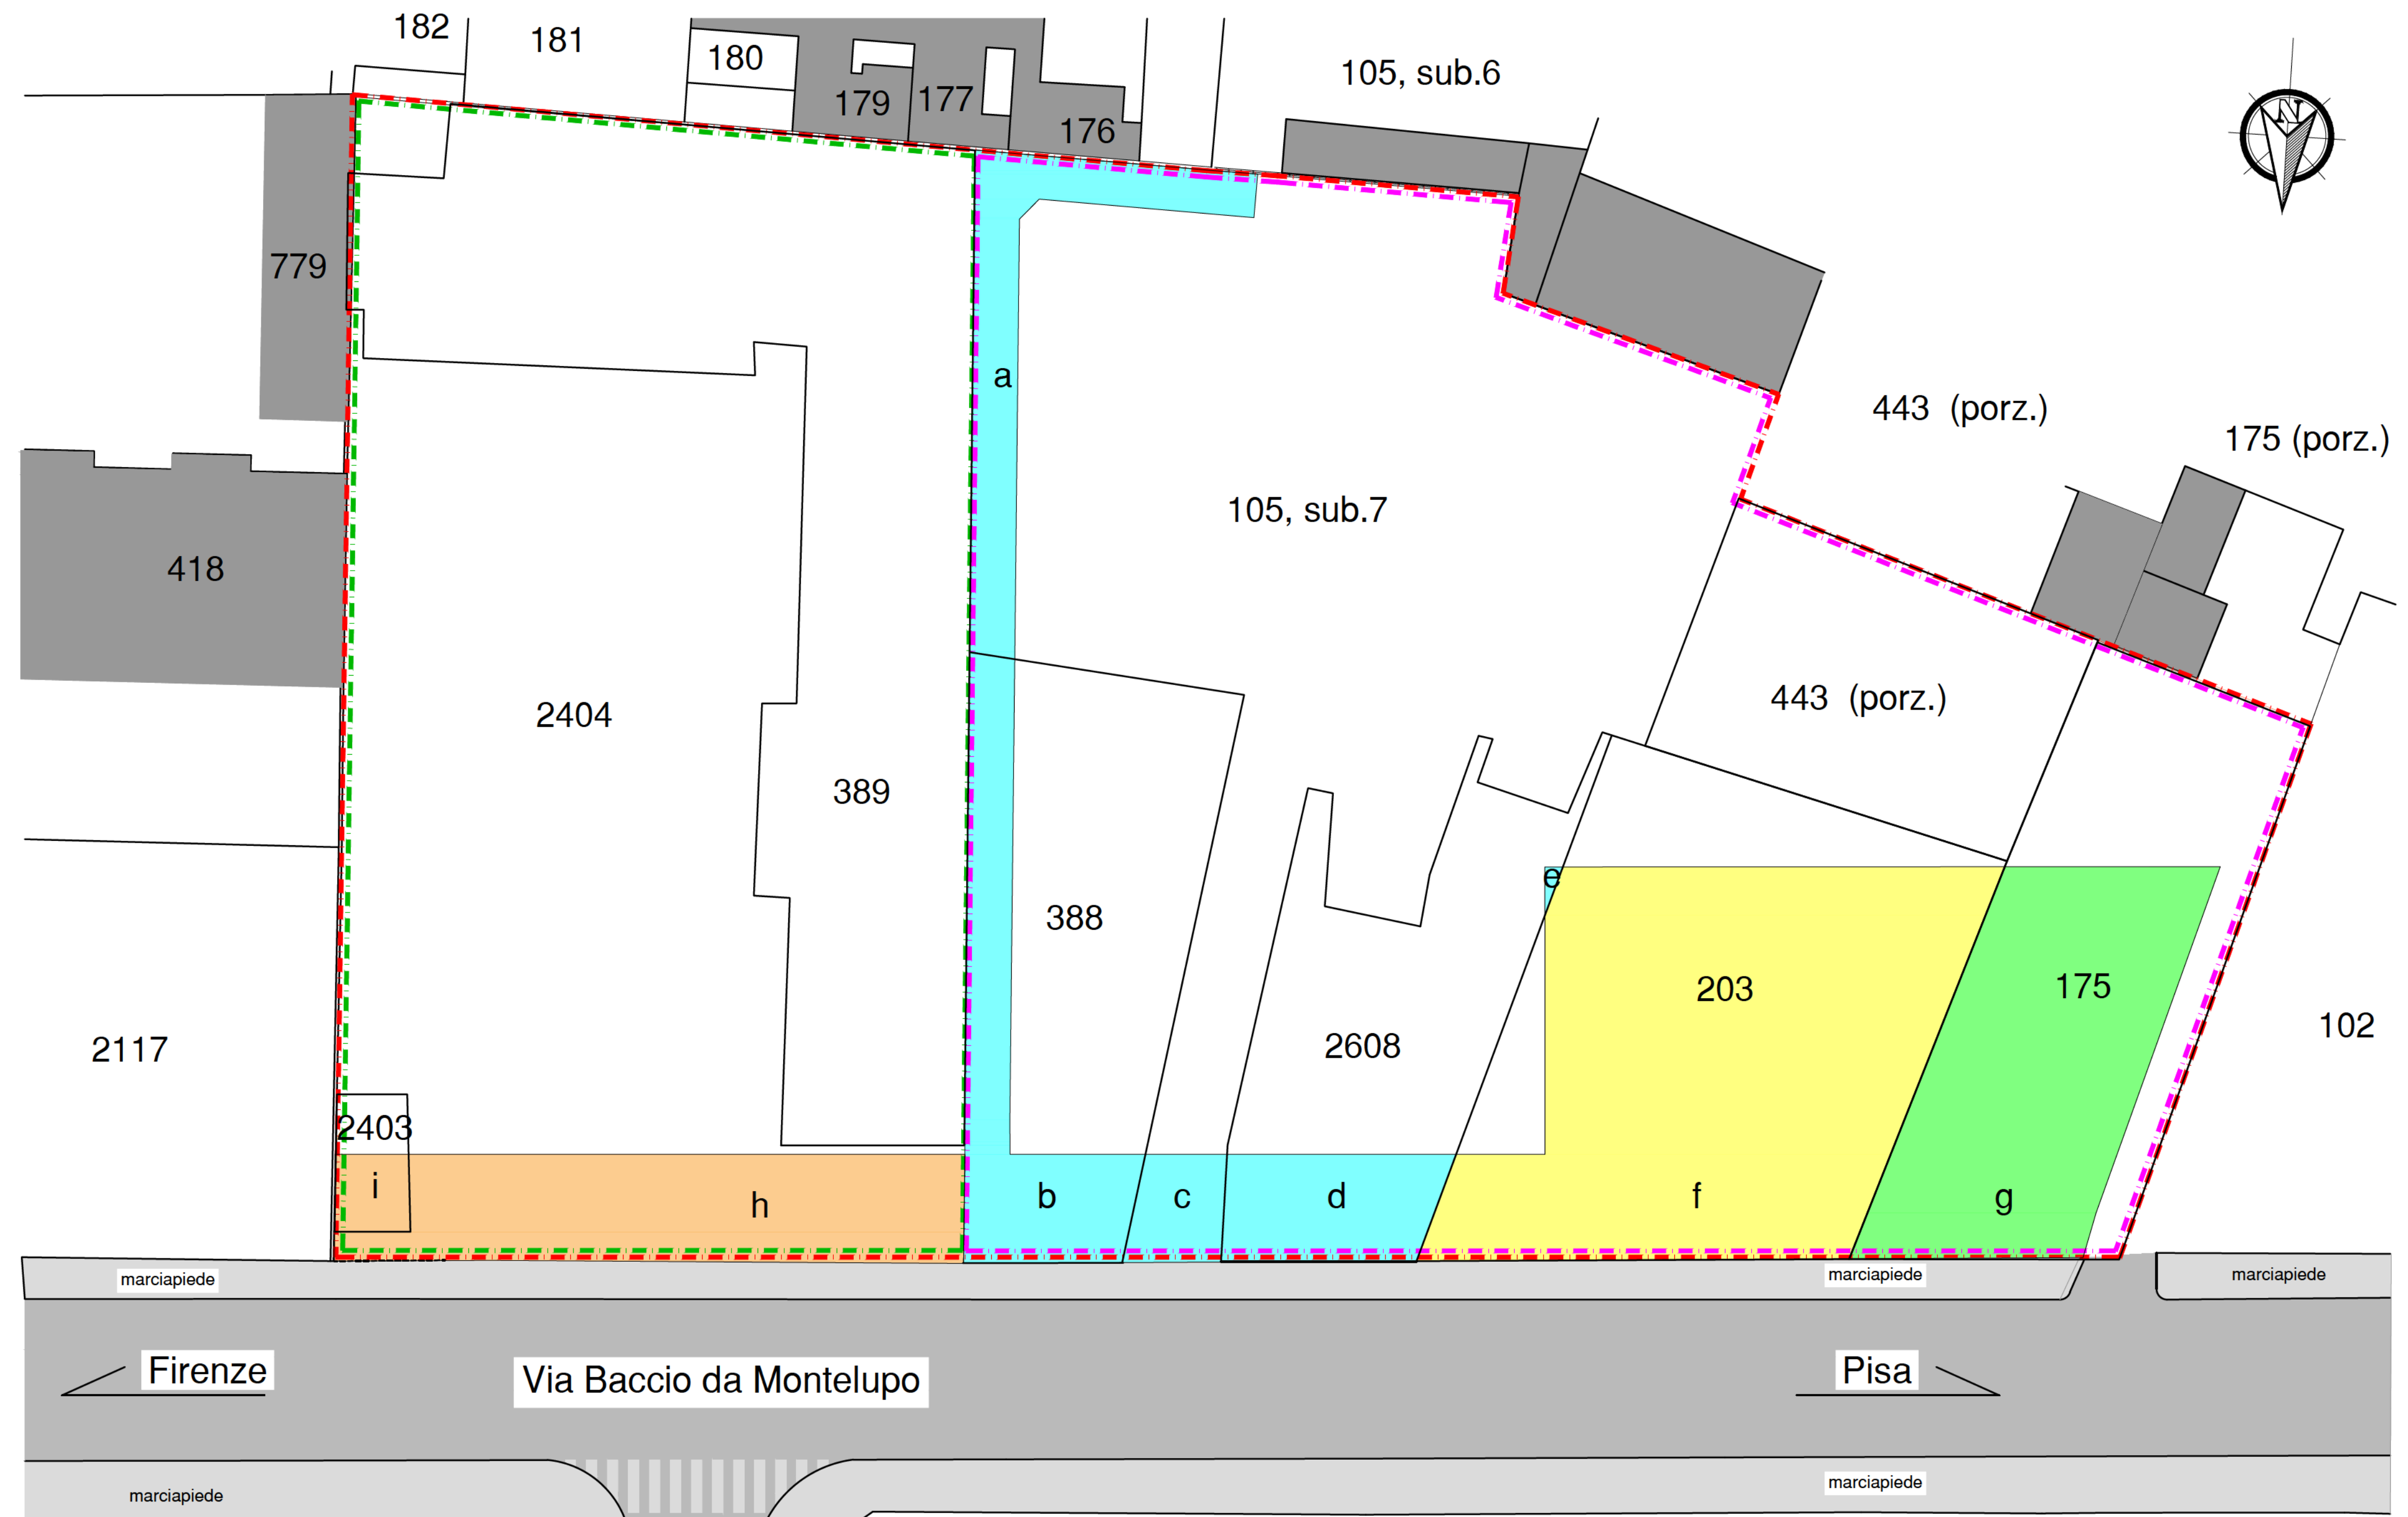 182
181
180
105, sub.6
179
177
176
N
779
a
443 (porz.)
175 (porz.)
105, sub.7
418
2404
443 (porz.)
389
e
388
203
175
2608
102
2117
2403
i
h
b
c
d
f
g
marciapiede
marciapiede
marciapiede
Firenze
Via Baccio da Montelupo
Pisa
marciapiede
marciapiede